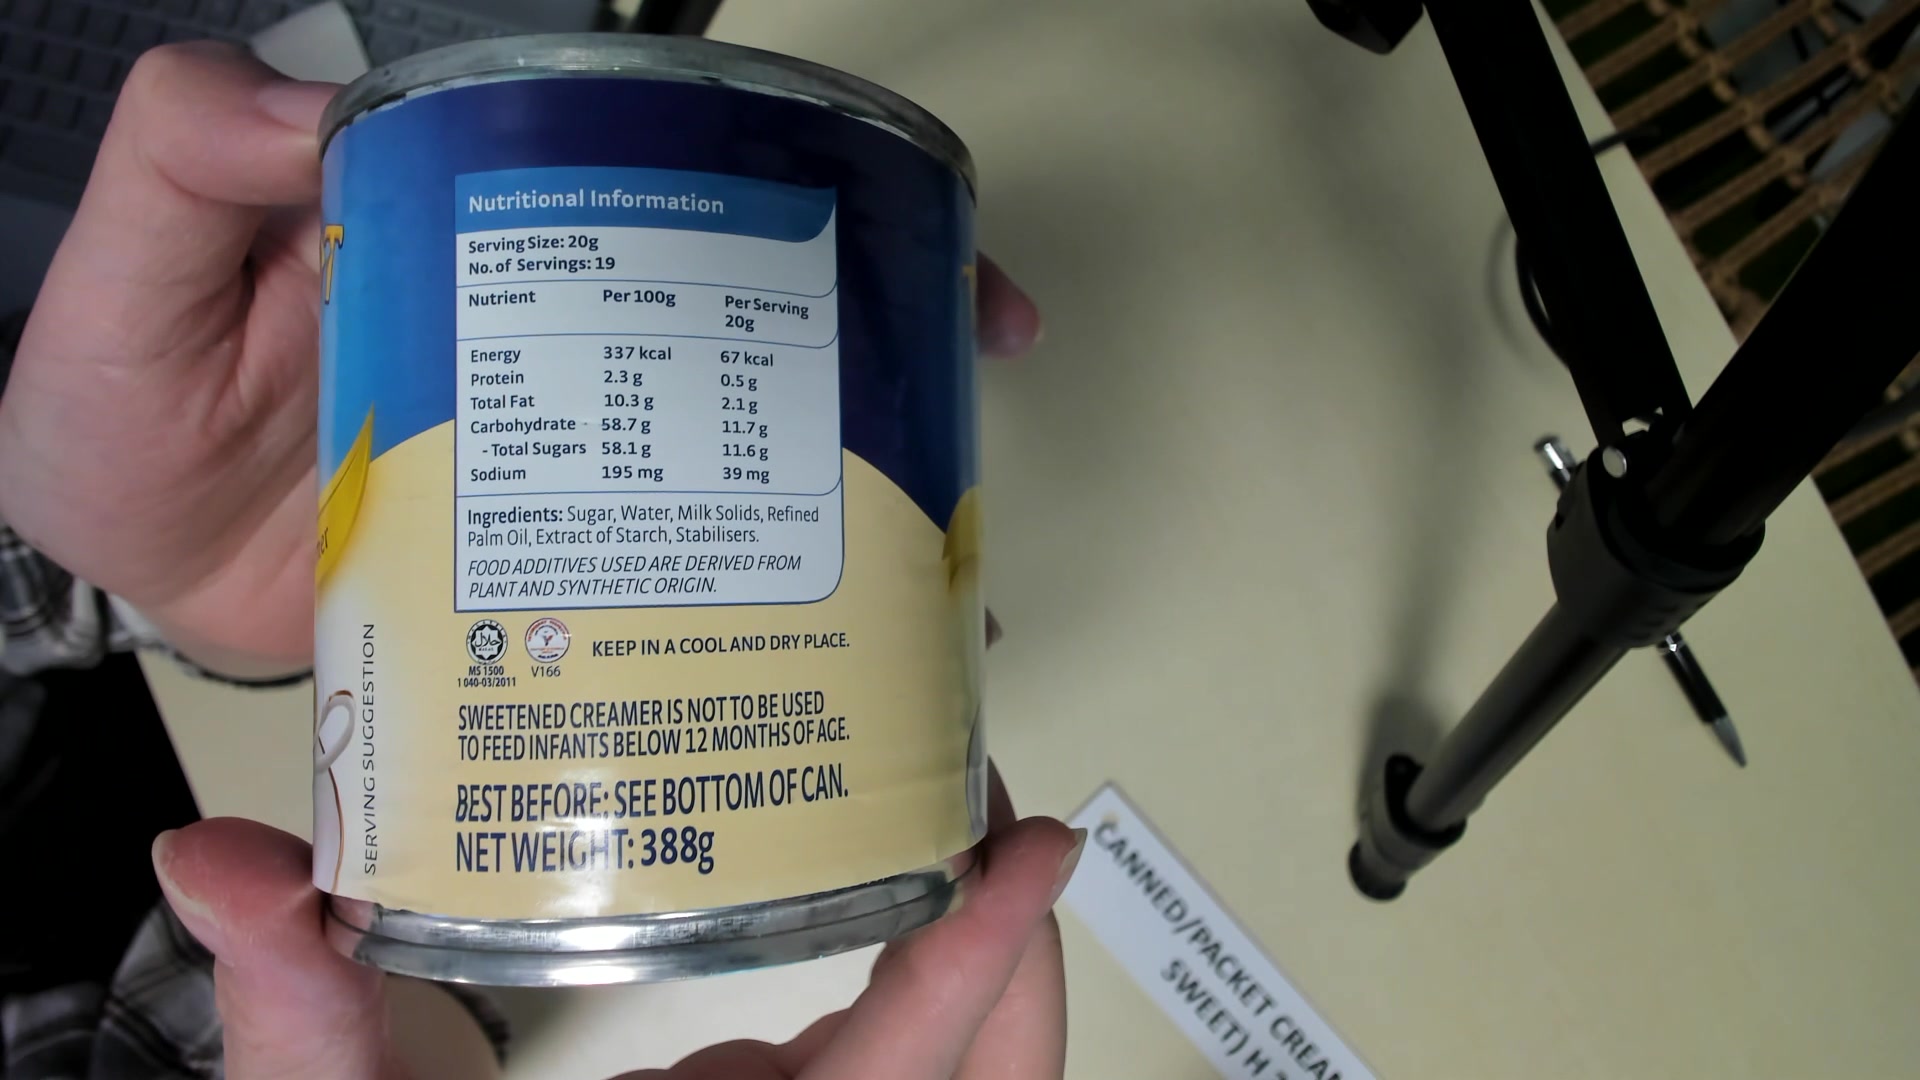 Nutritional Information
Serving Size: 20g
No. of Servings: 19
Nutrient Per 100g Per Serving 20g
Energy 337 kcal 67 kcal
Protein 2.3 g 0.5 g
Total Fat 10.3 g 2.1 g
Carbohydrate 58.7 g 11.7 g
- Total Sugars 58.1 g 11.6 g
Sodium 195 mg 39 mg
Ingredients: Sugar, Water, Milk Solids, Refined
Palm Oil, Extract of Starch, Stabilisers.
FOOD ADDITIVES USED ARE DERIVED FROM
PLANT AND SYNTHETIC ORIGIN.
حلال
MS 1500
1 040-03/2011
V166
KEEP IN A COOL AND DRY PLACE.
SWEETENED CREAMER IS NOT TO BE USED
TO FEED INFANTS BELOW 12 MONTHS OF AGE.
BEST BEFORE: SEE BOTTOM OF CAN.
NET WEIGHT: 388g
SERVING SUGGESTION
CANNED/PACKET CREAM
SWEET) H